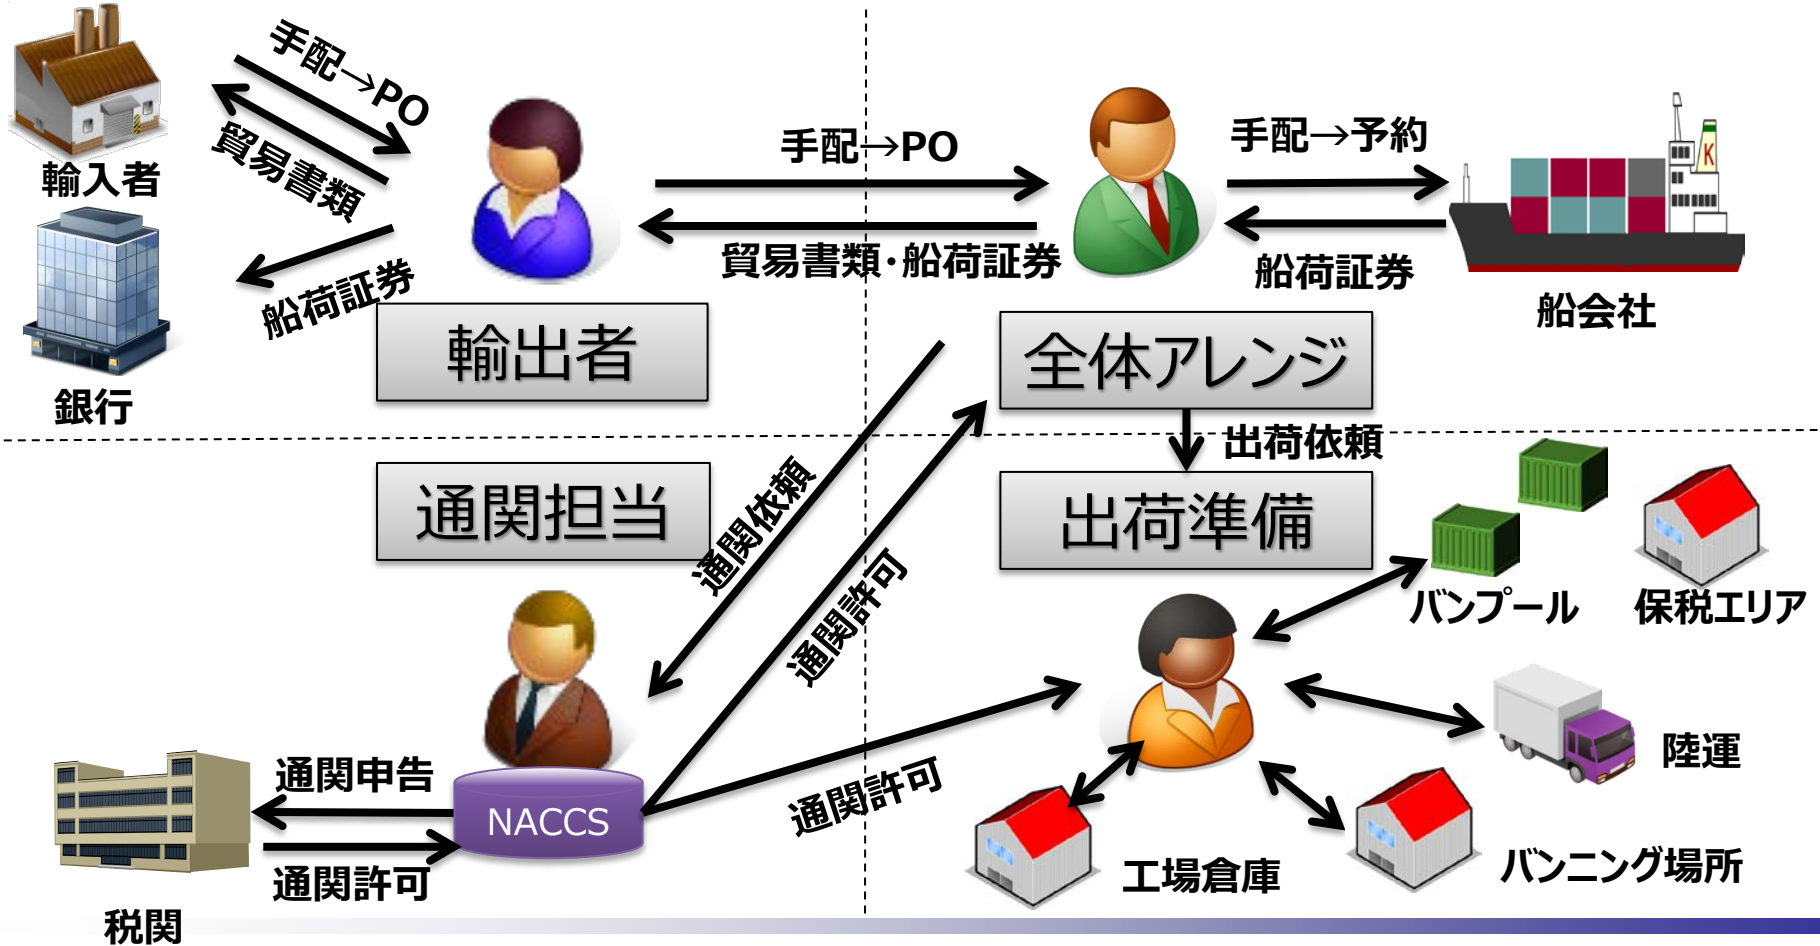 手配→PO
貿易書類
輸入者
船荷証券
銀行
輸出者
手配→PO
貿易書類・船荷証券
手配→予約
船荷証券
K
船会社
全体アレンジ
出荷依頼
通関担当
通関依頼
通関許可
出荷準備
バンプール
保税エリア
陸運
通関申告
NACCS
通関許可
税関
通関許可
工場倉庫
バンニング場所